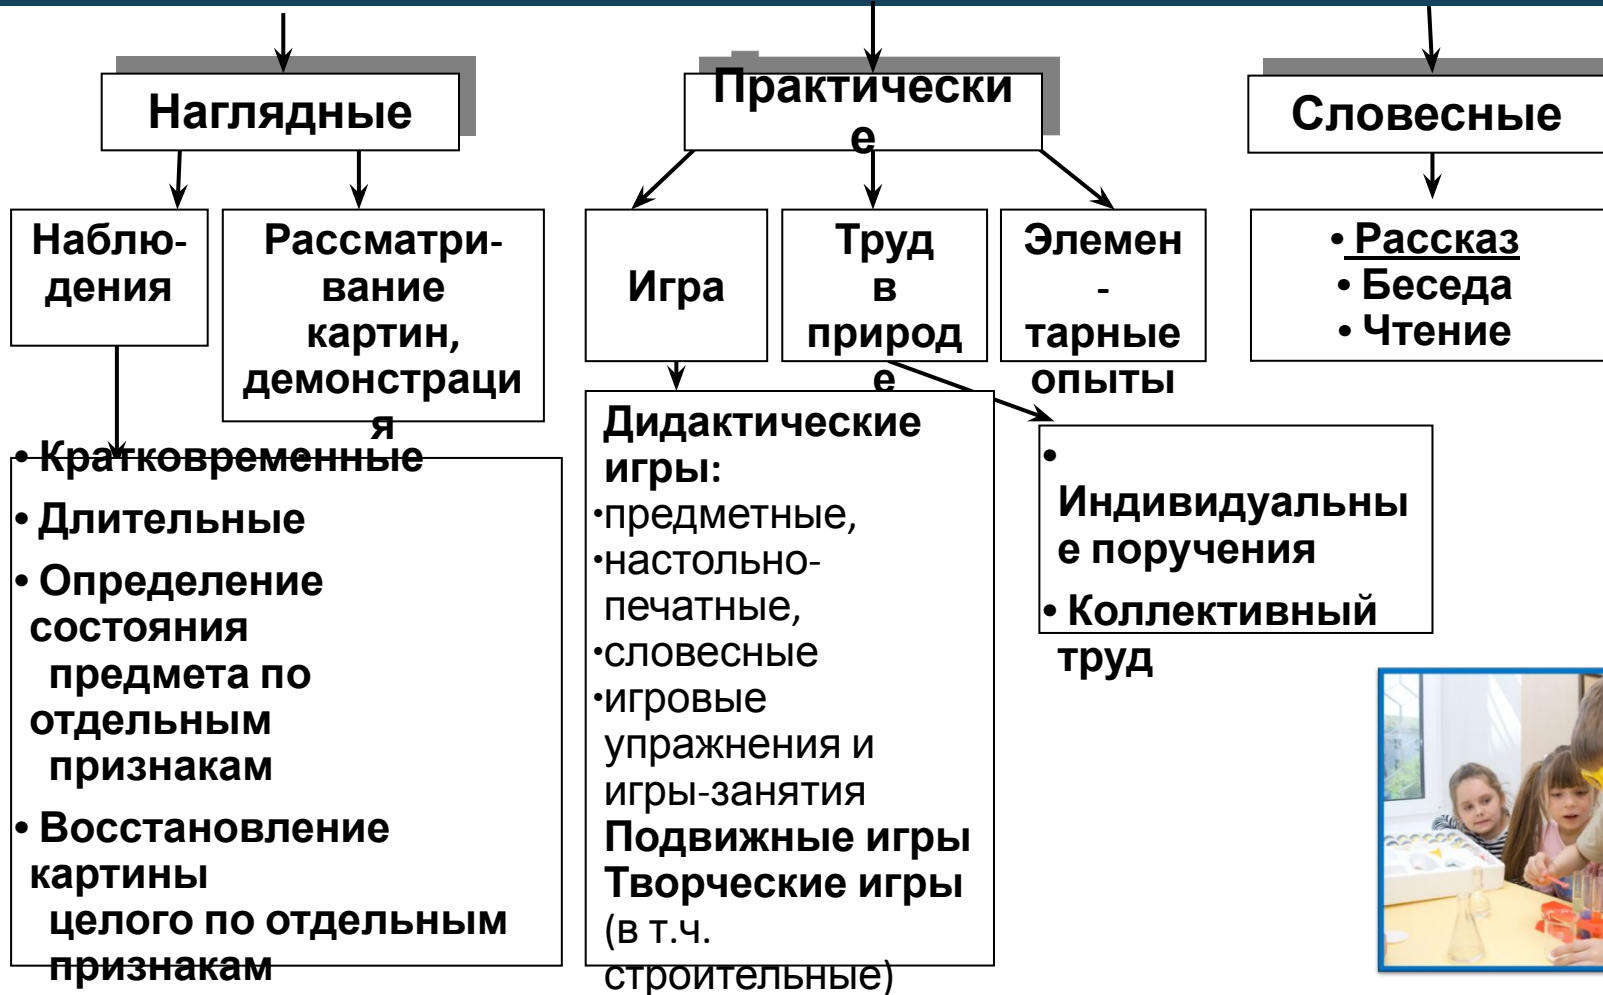 Наглядные
Практически
е
Словесные
Наблю-
дения
Рассматри-
вание
картин,
демонстраци
я
Игра
Труд
в
природ
е
Элемен
-
тарные
опыты
• Рассказ
• Беседа
• Чтение
• Кратковременные
• Длительные
• Определение
состояния
предмета по
отдельным
признакам
• Восстановление
картины
целого по отдельным
признакам
Дидактические
игры:
•предметные,
•настольно-
печатные,
•словесные
•игровые
упражнения и
игры-занятия
Подвижные игры
Творческие игры
(в т.ч.
строительные)
•
Индивидуальны
е поручения
• Коллективный
труд